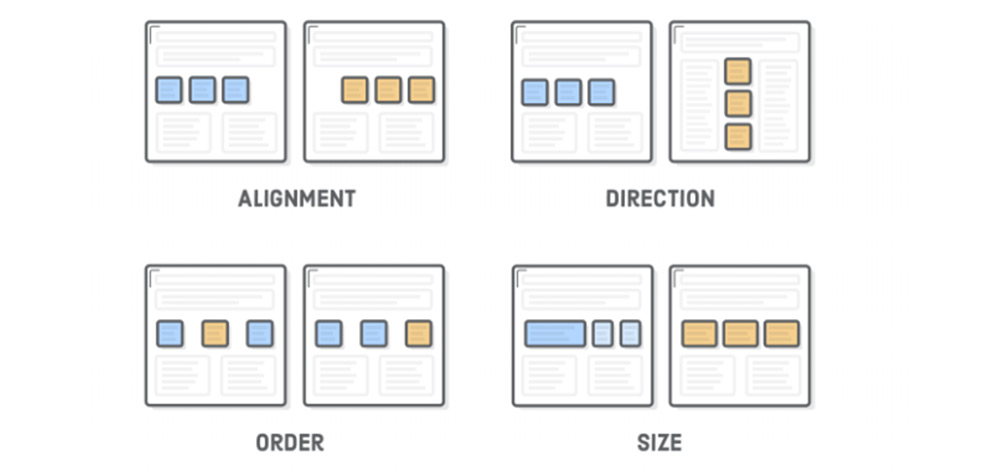 ALIGNMENT
DIRECTION
ORDER
SIZE